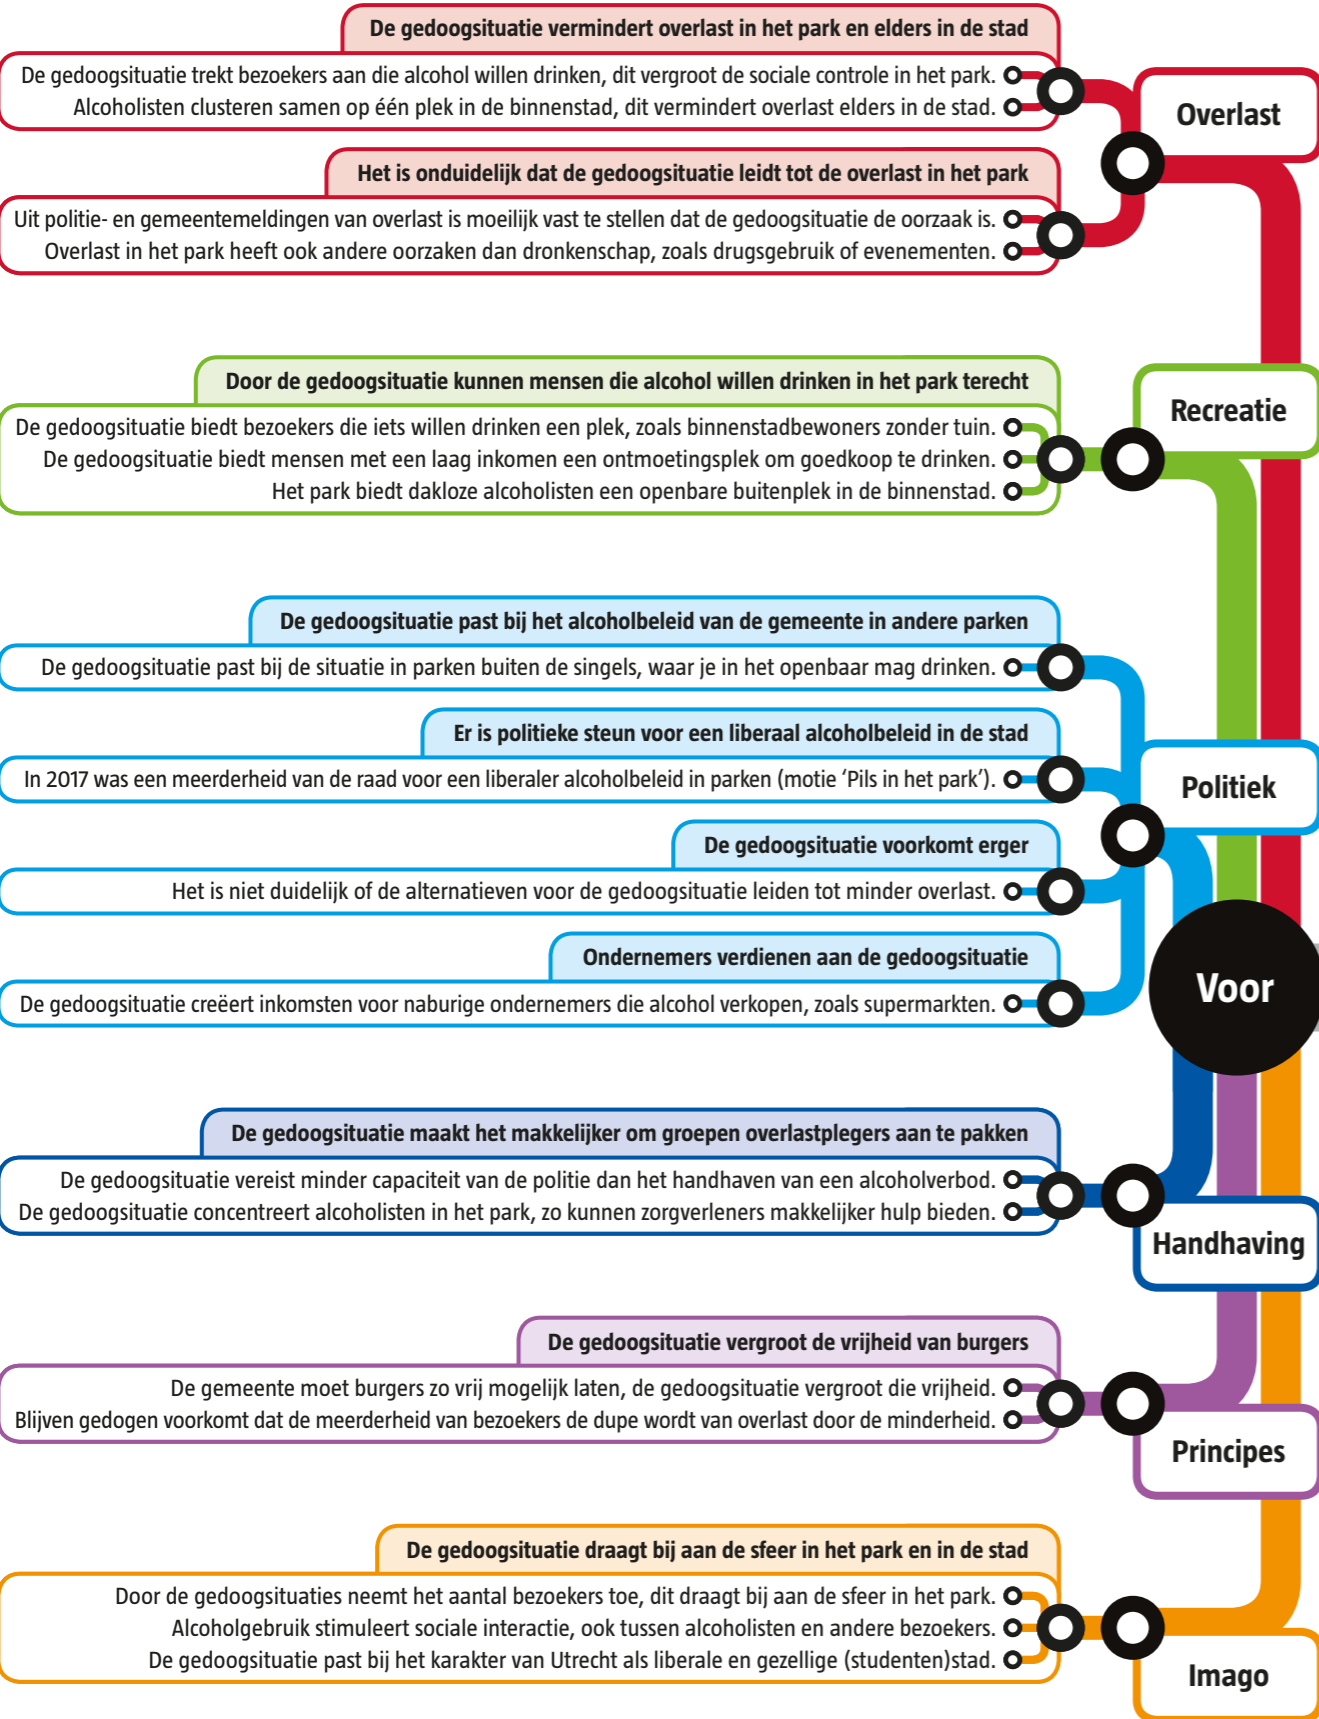 De gedoogsituatie vermindert overlast in het park en elders in de stad
De gedoogsituatie trekt bezoekers aan die alcohol willen drinken, dit vergroot de sociale controle in het park.
Alcoholisten clusteren samen op één plek in de binnenstad, dit vermindert overlast elders in de stad.
Overlast
Het is onduidelijk dat de gedoogsituatie leidt tot de overlast in het park
Uit politie- en gemeentemeldingen van overlast is moeilijk vast te stellen dat de gedoogsituatie de oorzaak is.
Overlast in het park heeft ook andere oorzaken dan dronkenschap, zoals drugsgebruik of evenementen.
Door de gedoogsituatie kunnen mensen die alcohol willen drinken in het park terecht
Recreatie
De gedoogsituatie biedt bezoekers die iets willen drinken een plek, zoals binnenstadbewoners zonder tuin.
De gedoogsituatie biedt mensen met een laag inkomen een ontmoetingsplek om goedkoop te drinken.
Het park biedt dakloze alcoholisten een openbare buitenplek in de binnenstad.
De gedoogsituatie past bij het alcoholbeleid van de gemeente in andere parken
De gedoogsituatie past bij de situatie in parken buiten de singels, waar je in het openbaar mag drinken.
Er is politieke steun voor een liberaal alcoholbeleid in de stad
In 2017 was een meerderheid van de raad voor een liberaler alcoholbeleid in parken (motie ‘Pils in het park’).
Politiek
De gedoogsituatie voorkomt erger
Het is niet duidelijk of de alternatieven voor de gedoogsituatie leiden tot minder overlast.
Ondernemers verdienen aan de gedoogsituatie
De gedoogsituatie creëert inkomsten voor naburige ondernemers die alcohol verkopen, zoals supermarkten.
Voor
De gedoogsituatie maakt het makkelijker om groepen overlastplegers aan te pakken
De gedoogsituatie vereist minder capaciteit van de politie dan het handhaven van een alcoholverbod.
De gedoogsituatie concentreert alcoholisten in het park, zo kunnen zorgverleners makkelijker hulp bieden.
Handhaving
De gedoogsituatie vergroot de vrijheid van burgers
De gemeente moet burgers zo vrij mogelijk laten, de gedoogsituatie vergroot die vrijheid.
Blijven gedogen voorkomt dat de meerderheid van bezoekers de dupe wordt van overlast door de minderheid.
Principes
De gedoogsituatie draagt bij aan de sfeer in het park en in de stad
Door de gedoogsituaties neemt het aantal bezoekers toe, dit draagt bij aan de sfeer in het park.
Alcoholgebruik stimuleert sociale interactie, ook tussen alcoholisten en andere bezoekers.
De gedoogsituatie past bij het karakter van Utrecht als liberale en gezellige (studenten)stad.
Imago